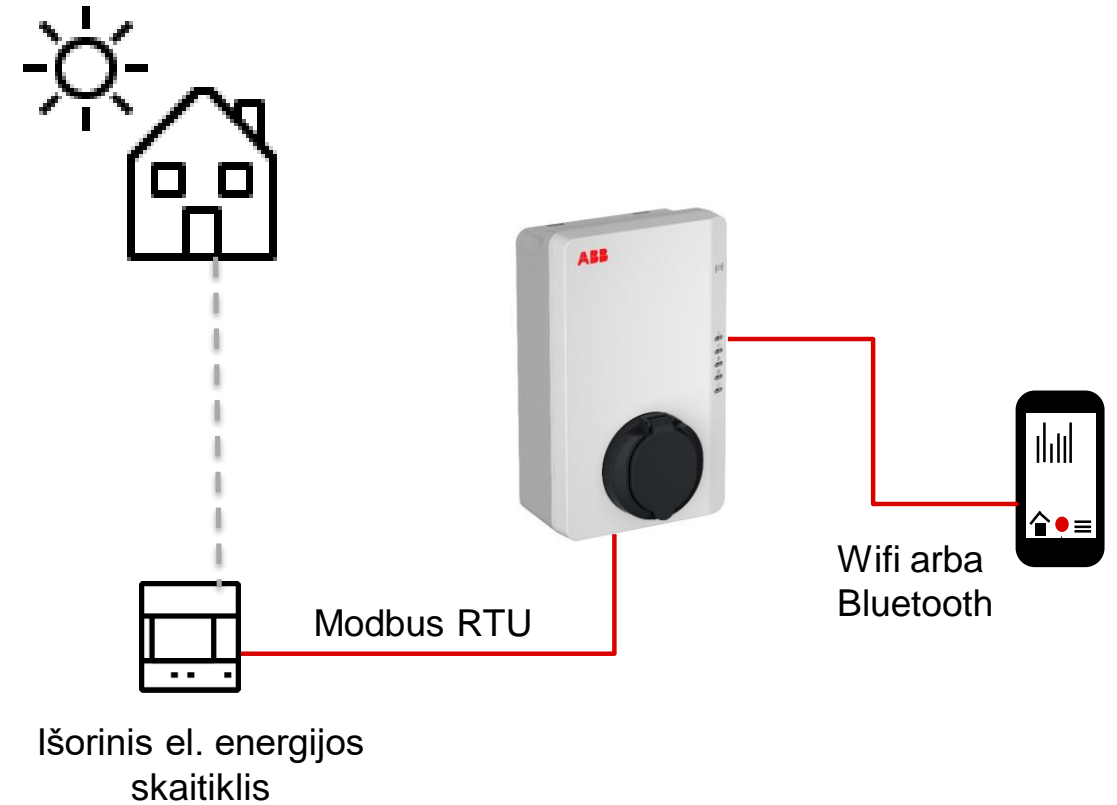 ABB
Modbus RTU
Wifi arba
Bluetooth
Išorinis el. energijos
skaitiklis